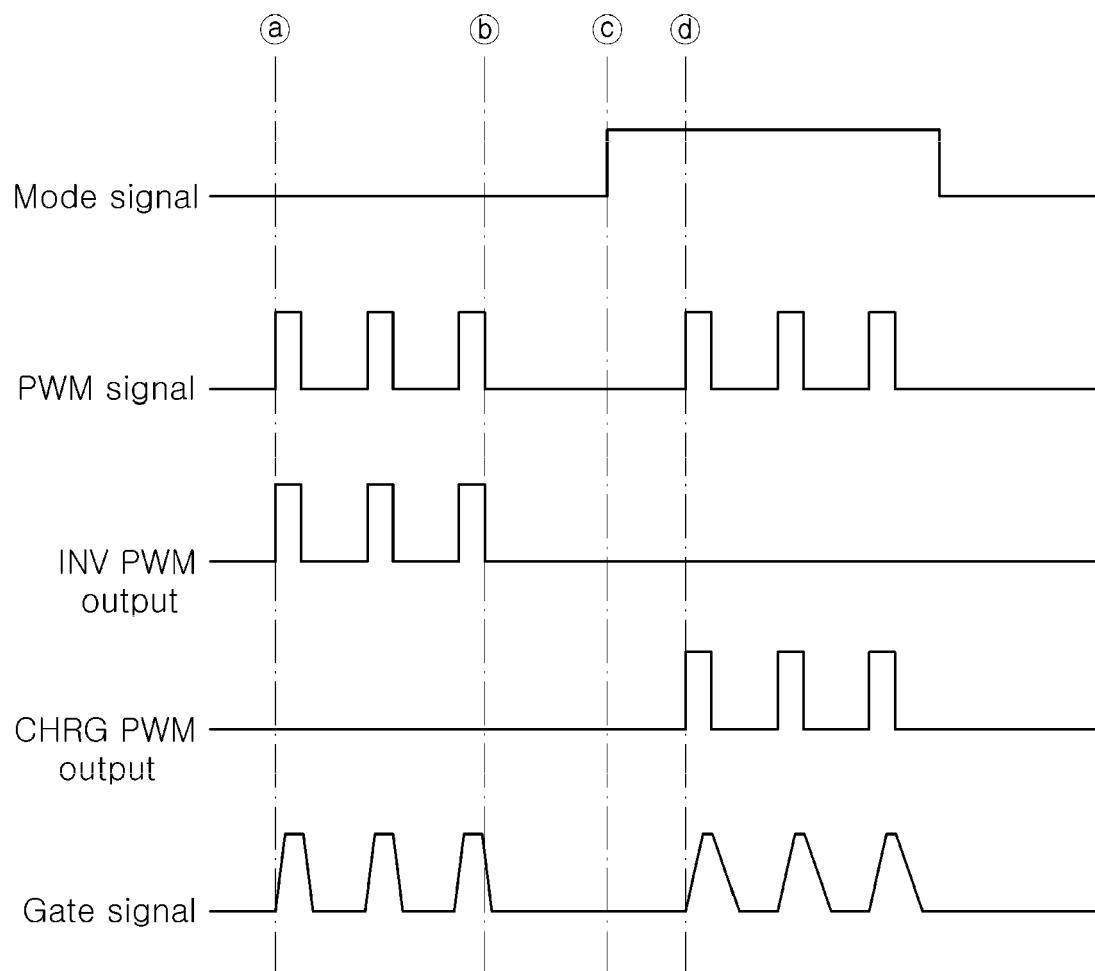 ⓐ ⓑ ⓒ ⓓ
Mode signal
PWM signal
INV PWM
output
CHRG PWM
output
Gate signal